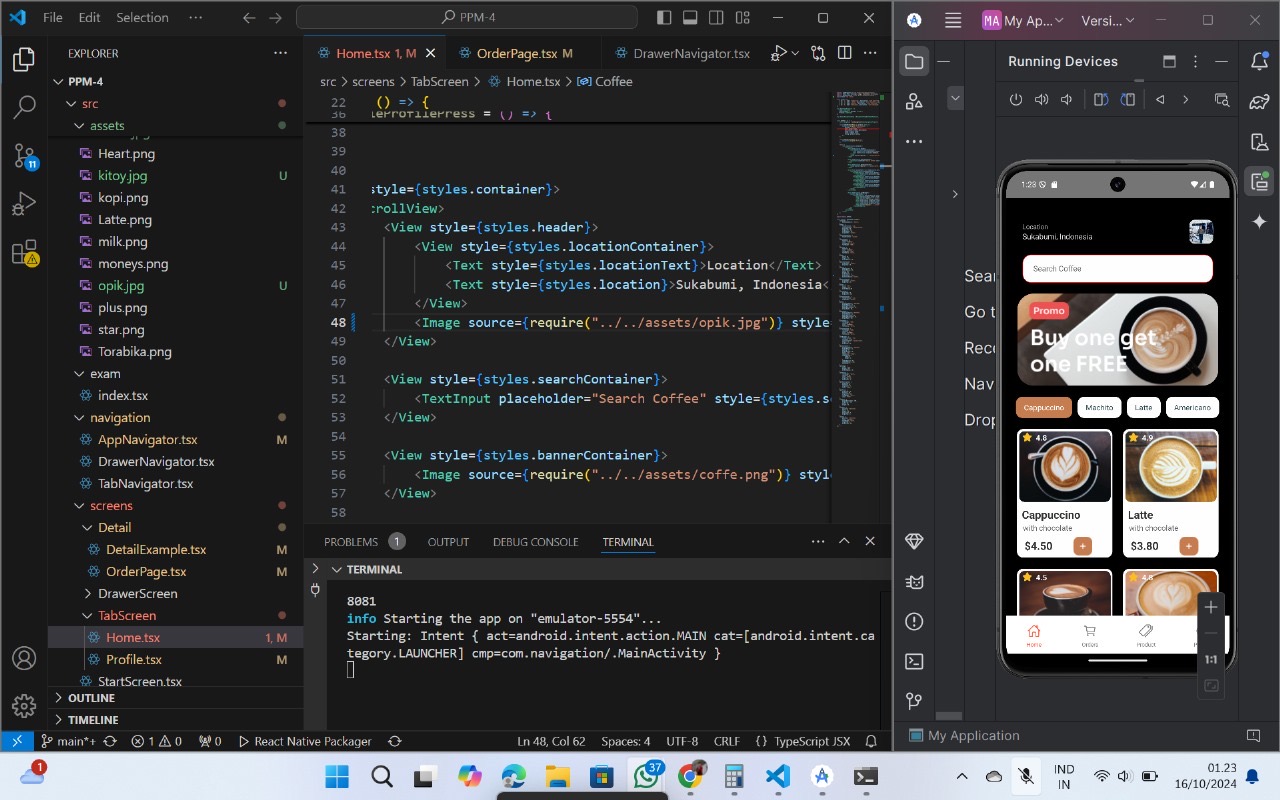 File Edit Selection ··· PPM-4
EXPLORER
PPM-4
src
assets
Heart.png
kitoy.jpg U
kopi.png
Latte.png
milk.png
moneys.png
opik.jpg U
plus.png
star.png
Torabika.png
exam
index.tsx
navigation
AppNavigator.tsx M
DrawerNavigator.tsx
TabNavigator.tsx
screens
Detail
DetailExample.tsx M
OrderPage.tsx M
DrawerScreen
TabScreen
Home.tsx 1, M
Profile.tsx M
StartScreen.tsx
OUTLINE
TIMELINE
11
Home.tsx 1, M OrderPage.tsx M DrawerNavigator.tsx
src > screens > TabScreen > Home.tsx > Coffee
22 () => {
36 leProfilePress = () => {
38
39
40
41 style={styles.container}>
42 crollView>
43 <View style={styles.header}>
44 <View style={styles.locationContainer}>
45 <Text style={styles.locationText}>Location</Text>
46 <Text style={styles.location}>Sukabumi, Indonesia<
47 </View>
48 <Image source={require("../../assets/opik.jpg")} style=
49 </View>
50
51 <View style={styles.searchContainer}>
52 <TextInput placeholder="Search Coffee" style={styles.se
53 </View>
54
55 <View style={styles.bannerContainer}>
56 <Image source={require("../../assets/coffe.png")} styl
57 </View>
58
PROBLEMS 1 OUTPUT DEBUG CONSOLE TERMINAL ···
TERMINAL
8081
info Starting the app on "emulator-5554"...
Starting: Intent { act=android.intent.action.MAIN cat=[android.intent.ca
tegory.LAUNCHER] cmp=com.navigation/.MainActivity }
main*+ 1 0 0 React Native Packager Ln 48, Col 62 Spaces: 4 UTF-8 CRLF {} TypeScript JSX
MA My Ap... Versi...
Running Devices
Sear
Go t
Rece
Nav
Drop
1:23
Location
Sukabumi, Indonesia
Search Coffee
Promo
Buy one get
one FREE
Cappuccino Machito Latte Americano
4.8 4.9
Cappuccino Latte
with chocolate with chocolate
$4.50 + $3.80 +
4.5 4.8
Home Orders Product
1:1
My Application
1 37
IND
IN
01.23
16/10/2024